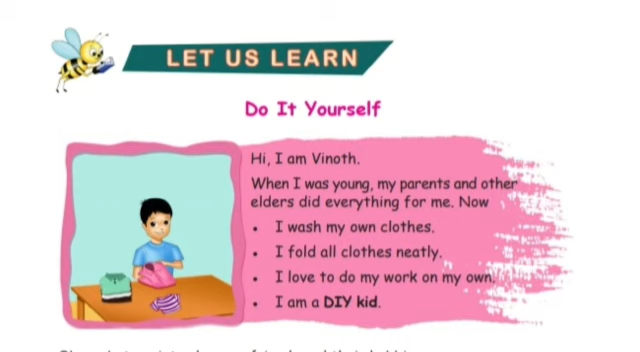 LET US LEARN
Do It Yourself
Hi, I am Vinoth.
When I was young, my parents and other
elders did everything for me. Now
• I wash my own clothes.
• I fold all clothes neatly.
• I love to do my work on my own.
• I am a DIY kid.